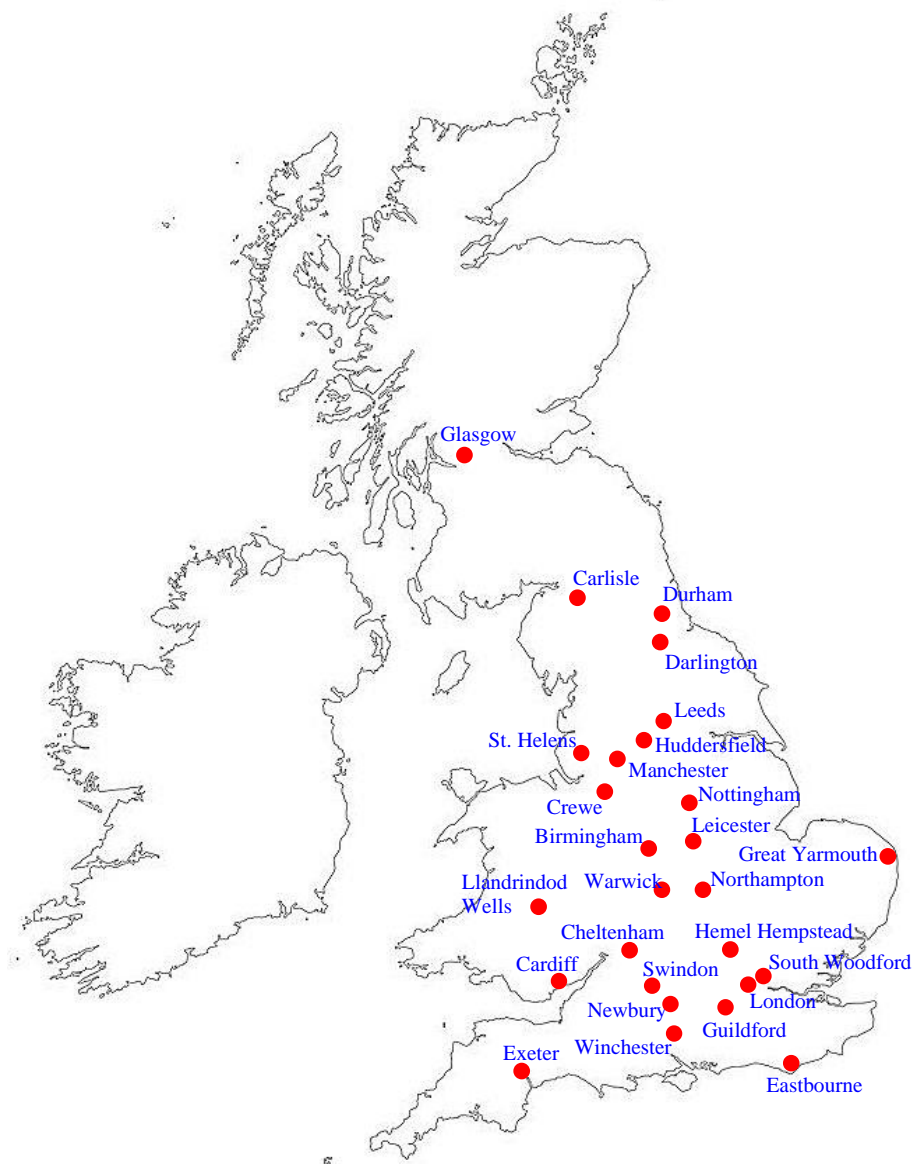 Glasgow
Carlisle
Durham
Darlington
Leeds
St. Helens
Huddersfield
Manchester
Crewe
Nottingham
Leicester
Birmingham
Great Yarmouth
Llandrindod
Wells
Warwick
Northampton
Cheltenham
Hemel Hempstead
Cardiff
Swindon
South Woodford
Newbury
London
Guildford
Winchester
Exeter
Eastbourne